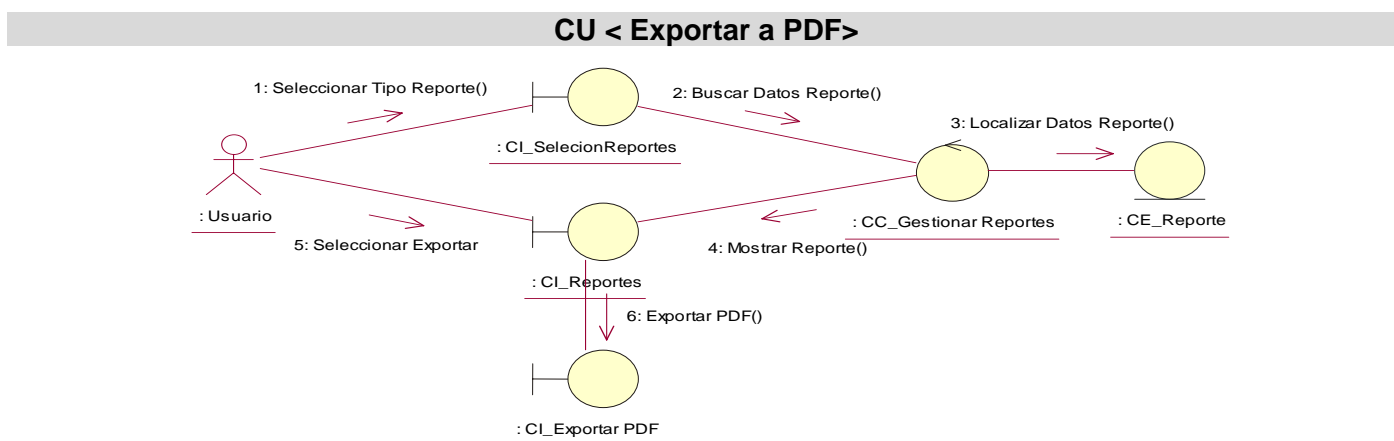 CU < Exportar a PDF>
1: Seleccionar Tipo Reporte()
2: Buscar Datos Reporte()
3: Localizar Datos Reporte()
: CI_SelecionReportes
: Usuario
: CC_Gestionar Reportes
: CE_Reporte
5: Seleccionar Exportar
4: Mostrar Reporte()
: CI_Reportes
6: Exportar PDF()
: CI_Exportar PDF